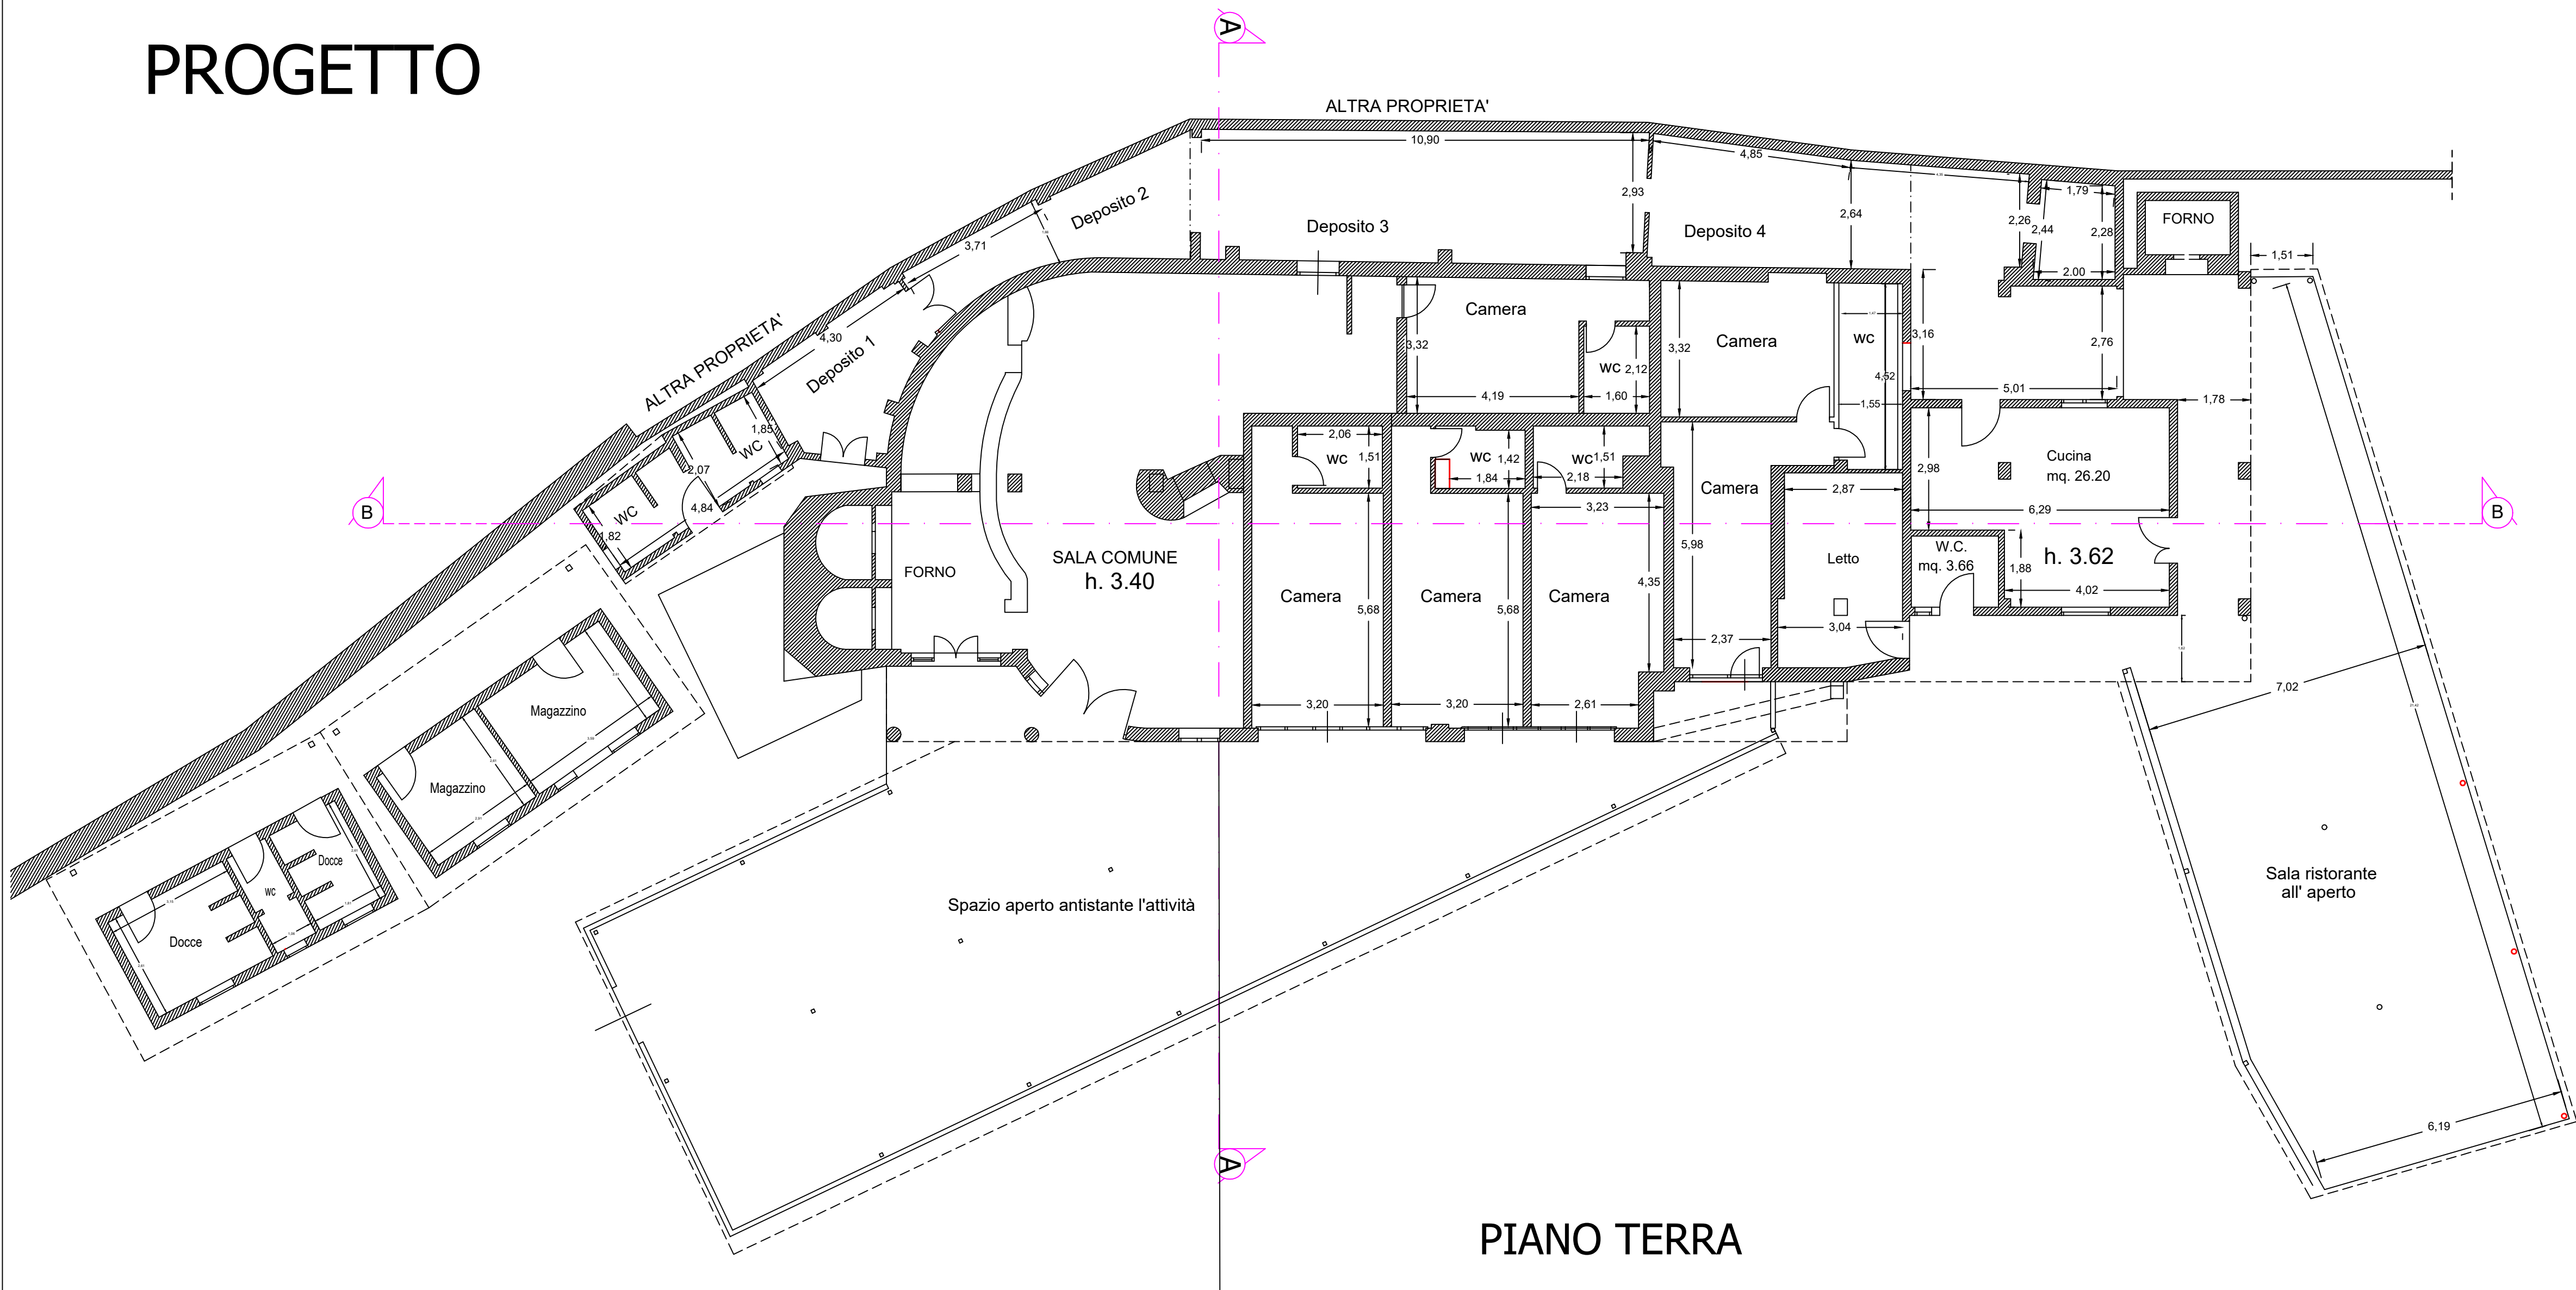 PROGETTO
A
ALTRA PROPRIETA'
10,90
4,85
2,93
2,64
2,26
2,44
1,79
2,28
2.00
FORNO
1,51
Deposito 2
Deposito 3
Deposito 4
3,71
ALTRA PROPRIETA'
4,30
Deposito 1
Camera
3,32
4,19
WC
2,12
1,60
Camera
3,32
WC
4,52
1,55
3,16
2,76
5,01
1,78
1,85
WC
2,07
WC
4,84
1,82
B
2,06
WC
1,51
WC
1,42
1,84
WC
1,51
2,18
3,23
Camera
5,98
2,87
2,98
Cucina
mq. 26.20
6,29
B
FORNO
SALA COMUNE
h. 3.40
Camera
5,68
3,20
Camera
5,68
3,20
Camera
4,35
2,61
2,37
Letto
3,04
W.C.
mq. 3.66
1,88
h. 3.62
4,02
7,02
Magazzino
Magazzino
Docce
WC
Docce
Spazio aperto antistante l'attività
Sala ristorante
all' aperto
6,19
A
PIANO TERRA